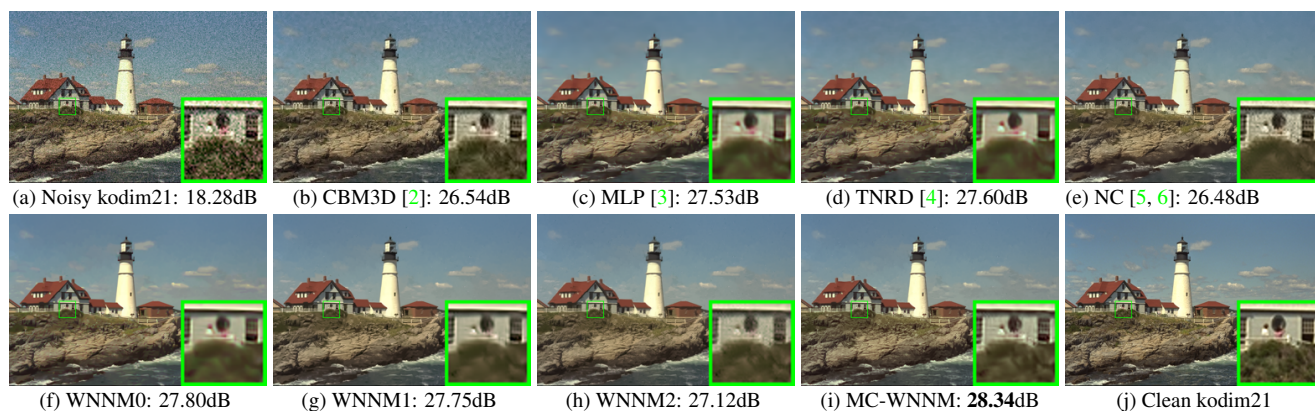 (a) Noisy kodim21: 18.28dB
(b) CBM3D [2]: 26.54dB
(c) MLP [3]: 27.53dB
(d) TNRD [4]: 27.60dB
(e) NC [5, 6]: 26.48dB
(f) WNNM0: 27.80dB
(g) WNNM1: 27.75dB
(h) WNNM2: 27.12dB
(i) MC-WNNM: 28.34dB
(j) Clean kodim21